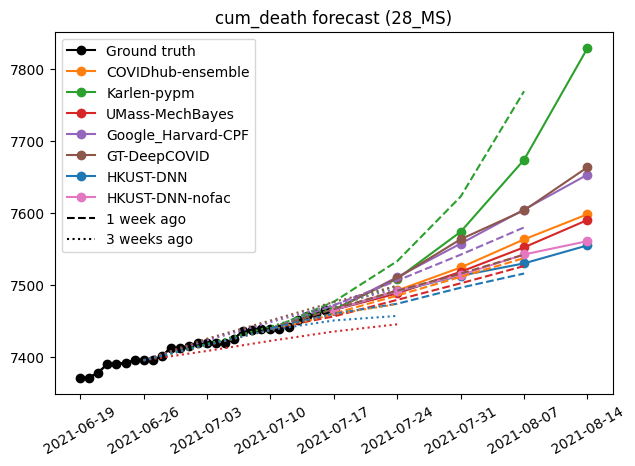 cum_death forecast (28_MS)
Ground truth
COVIDhub-ensemble
Karlen-pypm
UMass-MechBayes
Google_Harvard-CPF
GT-DeepCOVID
HKUST-DNN
HKUST-DNN-nofac
1 week ago
3 weeks ago
7800
7700
7600
7500
7400
2021-06-19
2021-06-26
2021-07-03
2021-07-10
2021-07-17
2021-07-24
2021-07-31
2021-08-07
2021-08-14